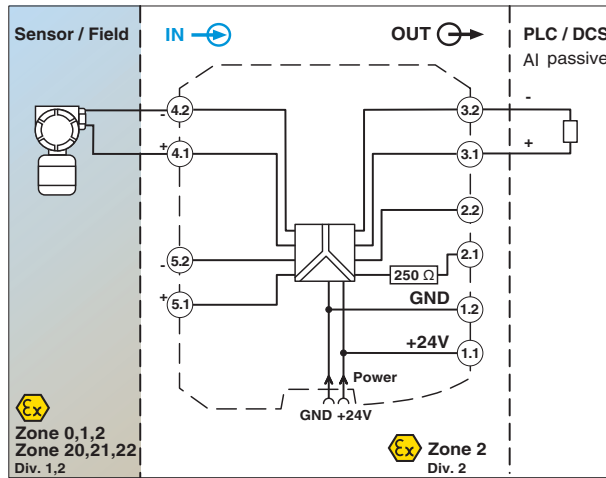 Sensor / Field
IN
OUT
PLC / DCS
AI passive
4.2
-
4.1
+
5.2
-
5.1
+
3.2
-
3.1
+
2.2
2.1
250 Ω
GND
1.2
+24V
1.1
Power
GND +24V
Ex
Zone 0,1,2
Zone 20,21,22
Div. 1,2
Ex
Zone 2
Div. 2